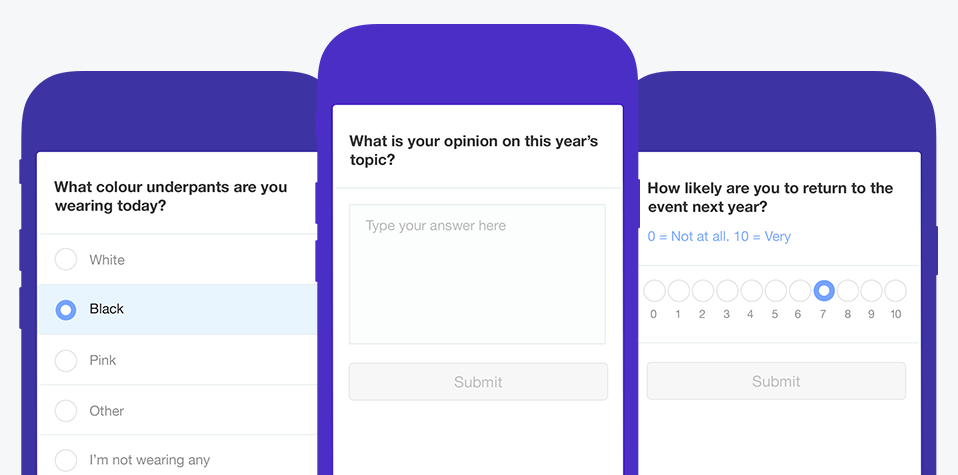 What colour underpants are you
wearing today?
White
Black
Pink
Other
I'm not wearing any
What is your opinion on this year's
topic?
Type your answer here
Submit
How likely are you to return to the
event next year?
0 = Not at all. 10 = Very
0 1 2 3 4 5 6 7 8 9 10
Submit